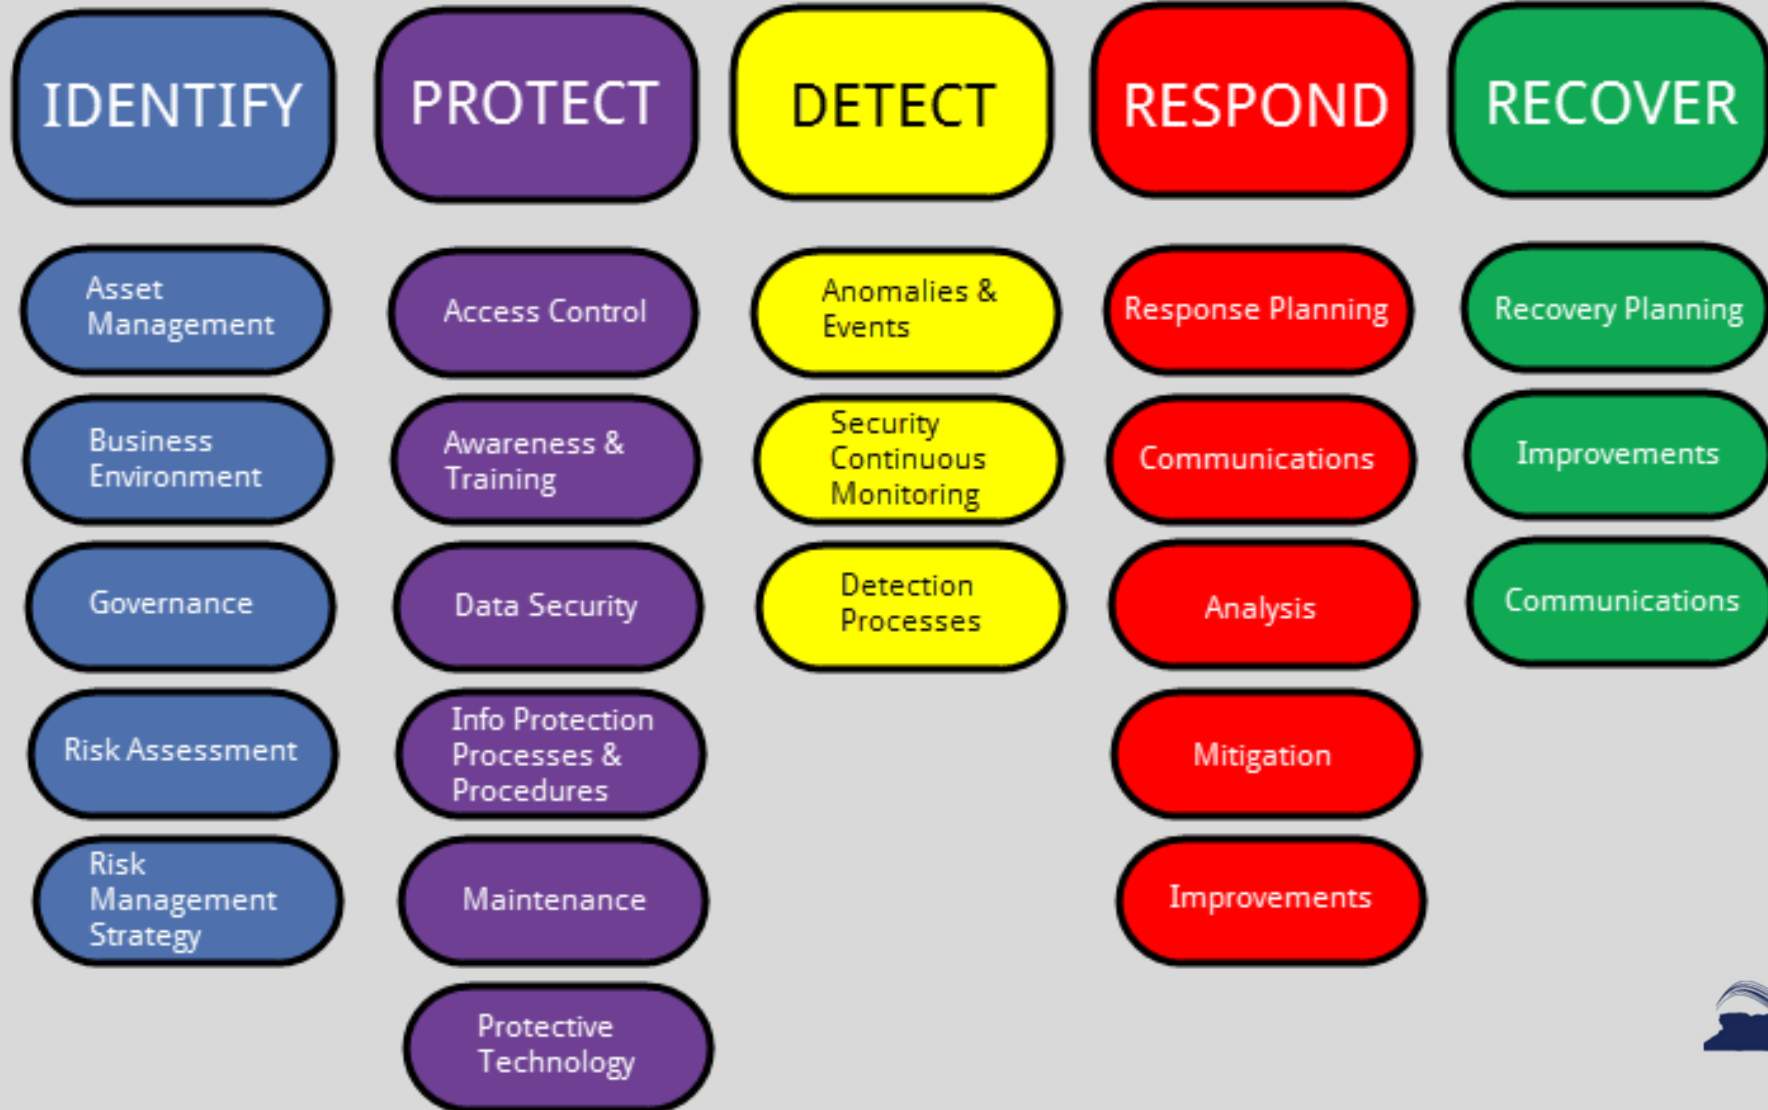 IDENTIFY
PROTECT
DETECT
RESPOND
RECOVER
Asset
Management
Business
Environment
Governance
Risk Assessment
Risk
Management
Strategy
Access Control
Awareness &
Training
Data Security
Info Protection
Processes &
Procedures
Maintenance
Protective
Technology
Anomalies &
Events
Security
Continuous
Monitoring
Detection
Processes
Response Planning
Communications
Analysis
Mitigation
Improvements
Recovery Planning
Improvements
Communications